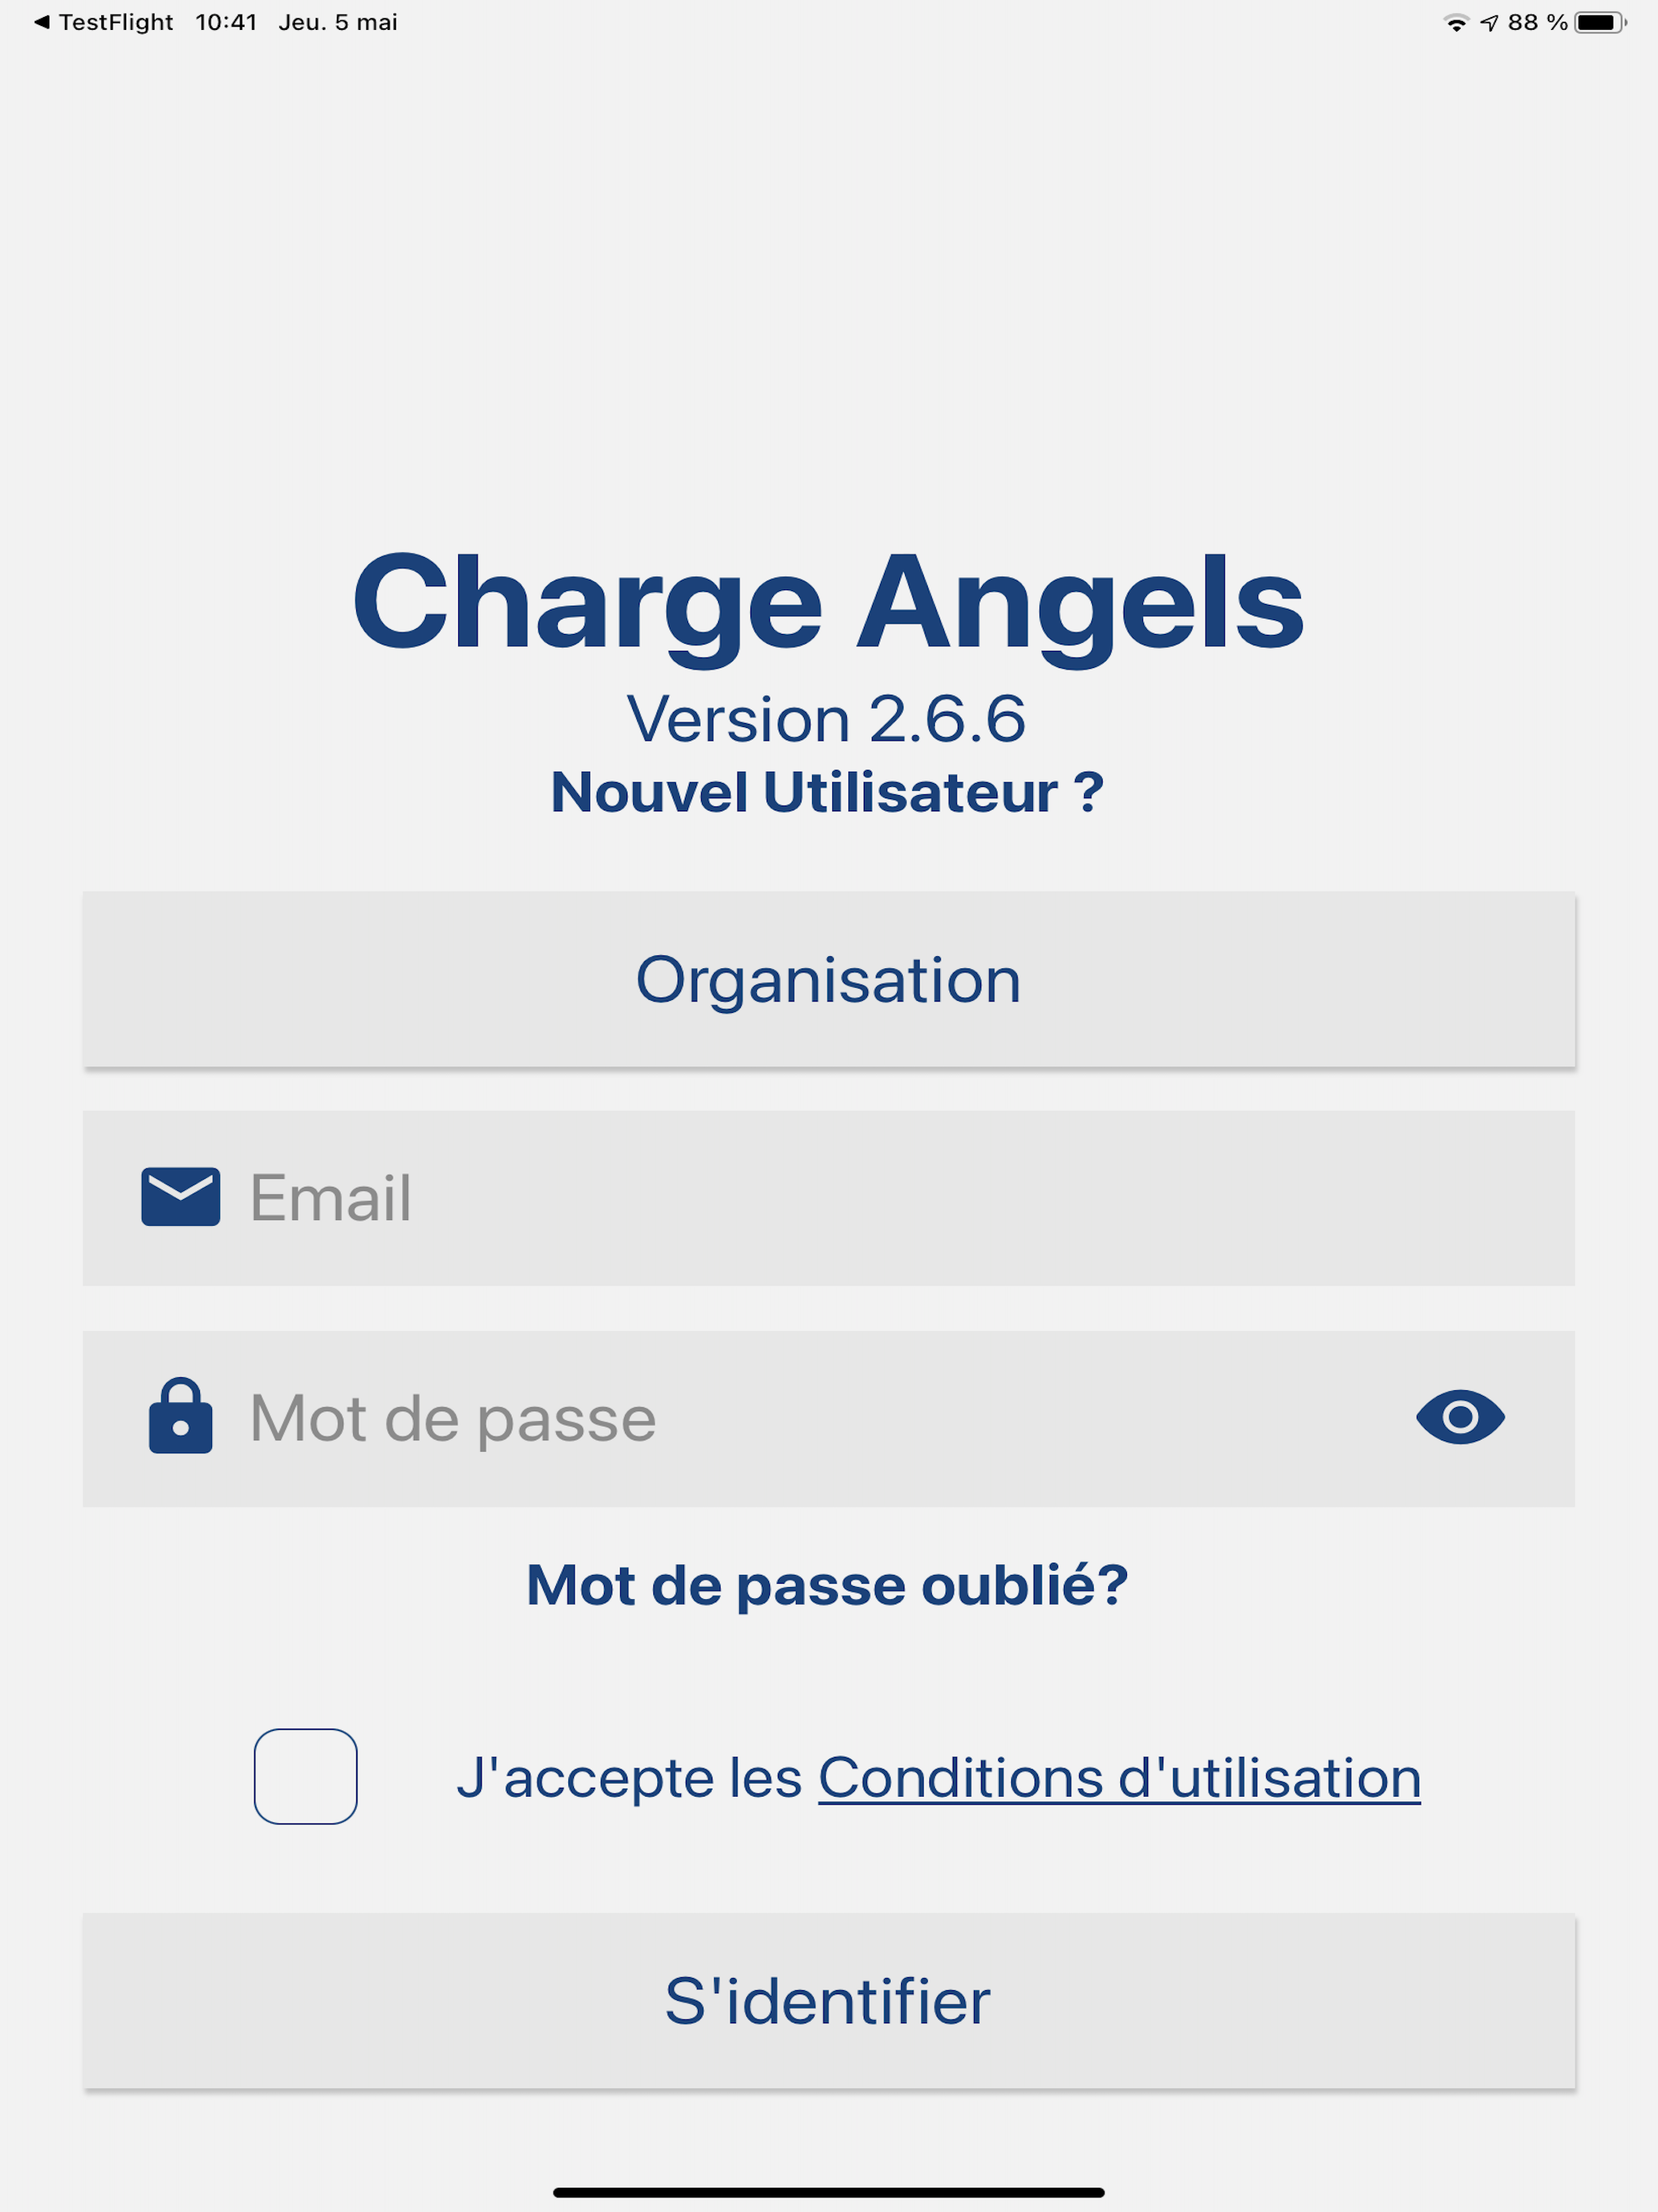 ◀ TestFlight 10:41 Jeu. 5 mai 88 %
Charge Angels
Version 2.6.6
Nouvel Utilisateur ?
Organisation
Email
Mot de passe
Mot de passe oublié?
J'accepte les Conditions d'utilisation
S'identifier